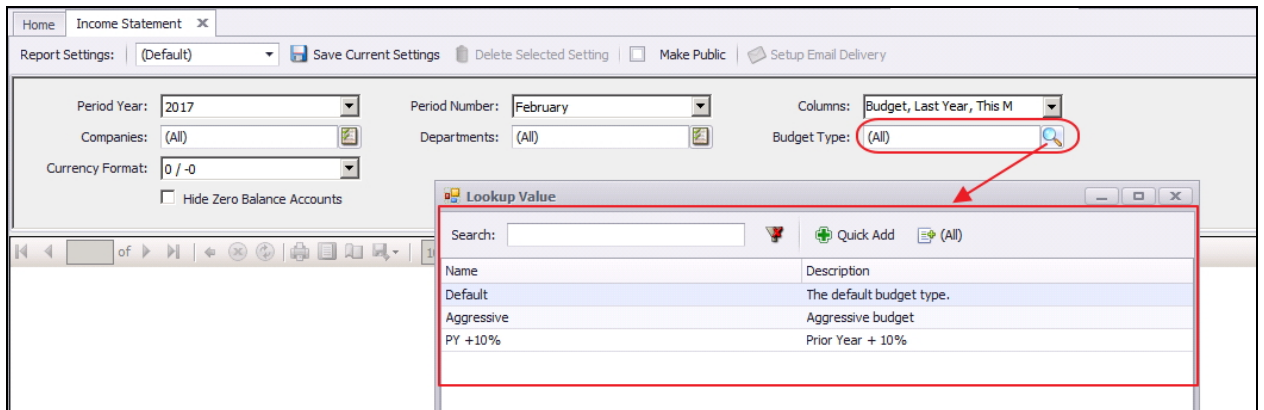 Home Income Statement
Report Settings: (Default) Save Current Settings Delete Selected Setting Make Public Setup Email Delivery
Period Year: 2017 Period Number: February Columns: Budget, Last Year, This M
Companies: (All) Departments: (All) Budget Type: (All)
Currency Format: 0 / -0
Hide Zero Balance Accounts
Lookup Value
Search: Quick Add (All)
of
Name Description
Default The default budget type.
Aggressive Aggressive budget
PY +10% Prior Year + 10%